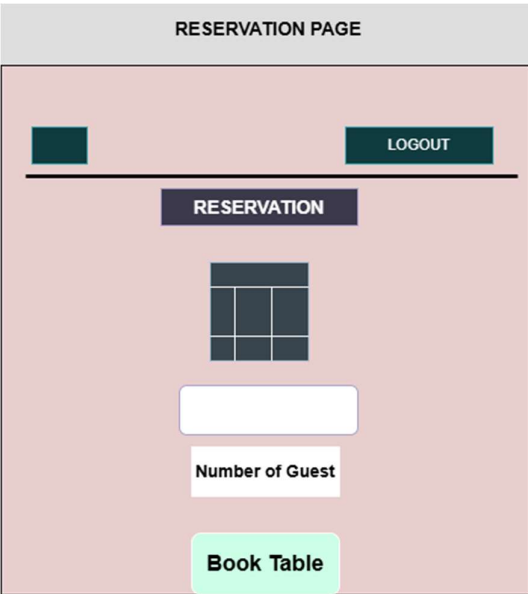 RESERVATION PAGE
LOGOUT
RESERVATION
Number of Guest
Book Table